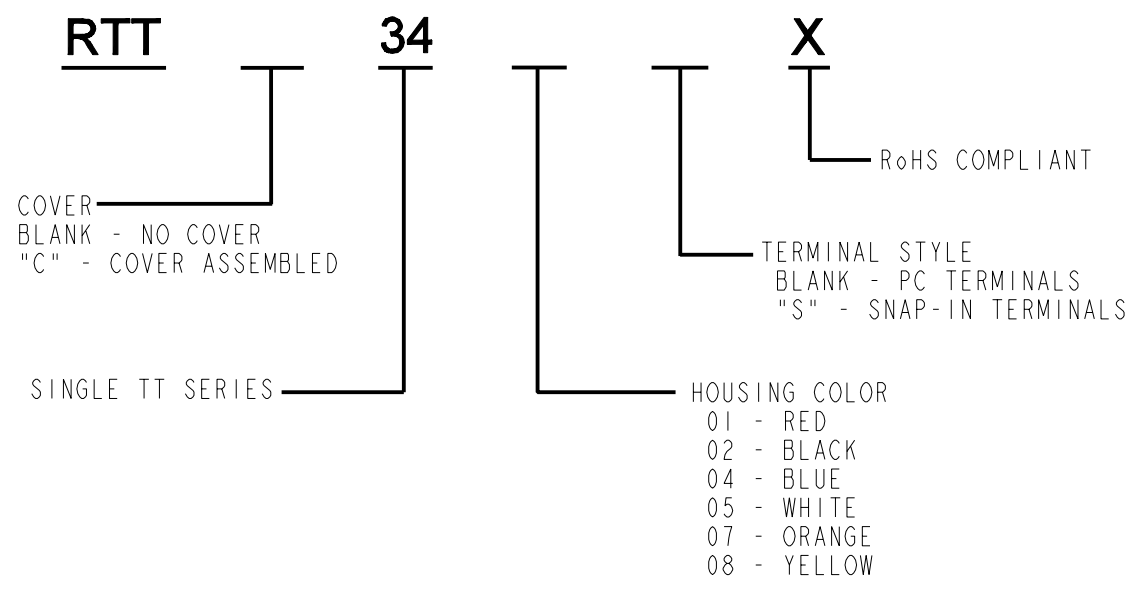 RTT 34 X
RoHS COMPLIANT
COVER
BLANK - NO COVER
"C" - COVER ASSEMBLED
TERMINAL STYLE
BLANK - PC TERMINALS
"S" - SNAP-IN TERMINALS
SINGLE TT SERIES
HOUSING COLOR
01 - RED
02 - BLACK
04 - BLUE
05 - WHITE
07 - ORANGE
08 - YELLOW